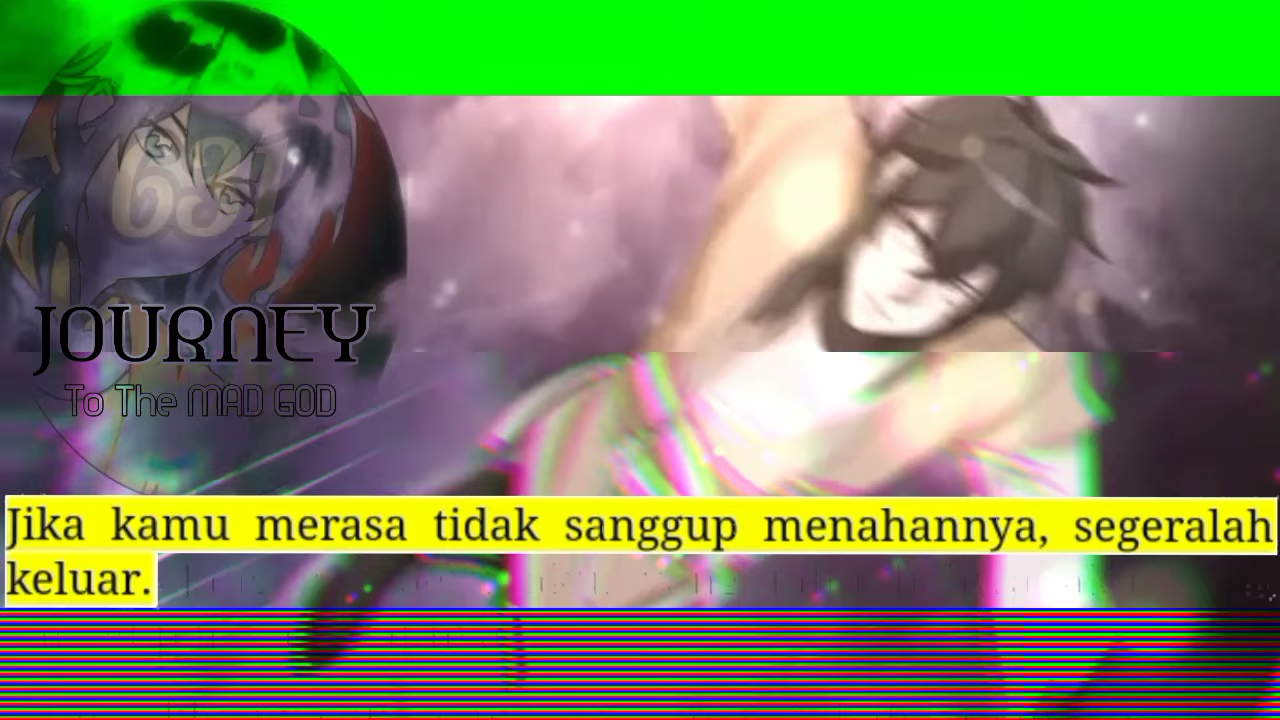 JOURNEY
To The MAD GOD
Jika kamu merasa tidak sanggup menahannya, segeralah
keluar.